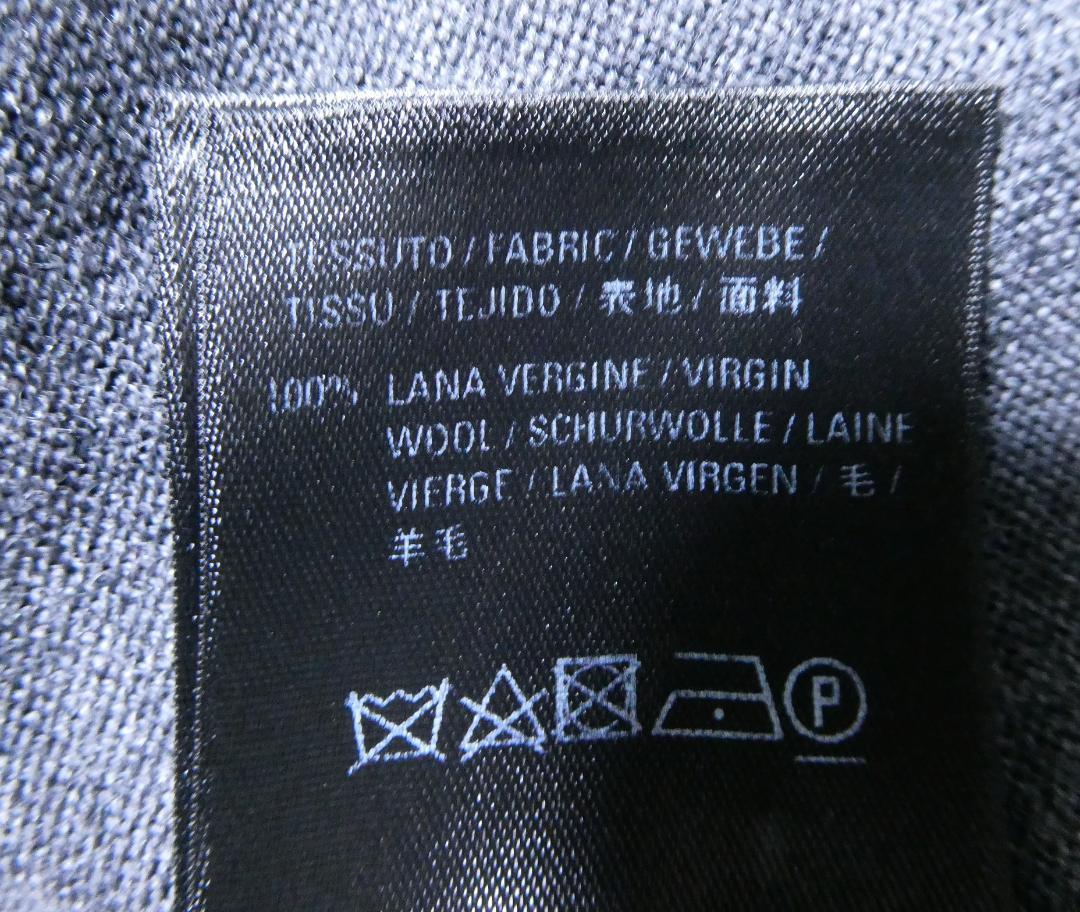 TESSUTO / FABRIC / GEWEBE /
TISSU / TEJIDO / 表地 / 面料
100% LANA VERGINE / VIRGIN
WOOL / SCHURWOLLE / LAINE
VIERGE / LANA VIRGEN / 毛 /
羊毛
P